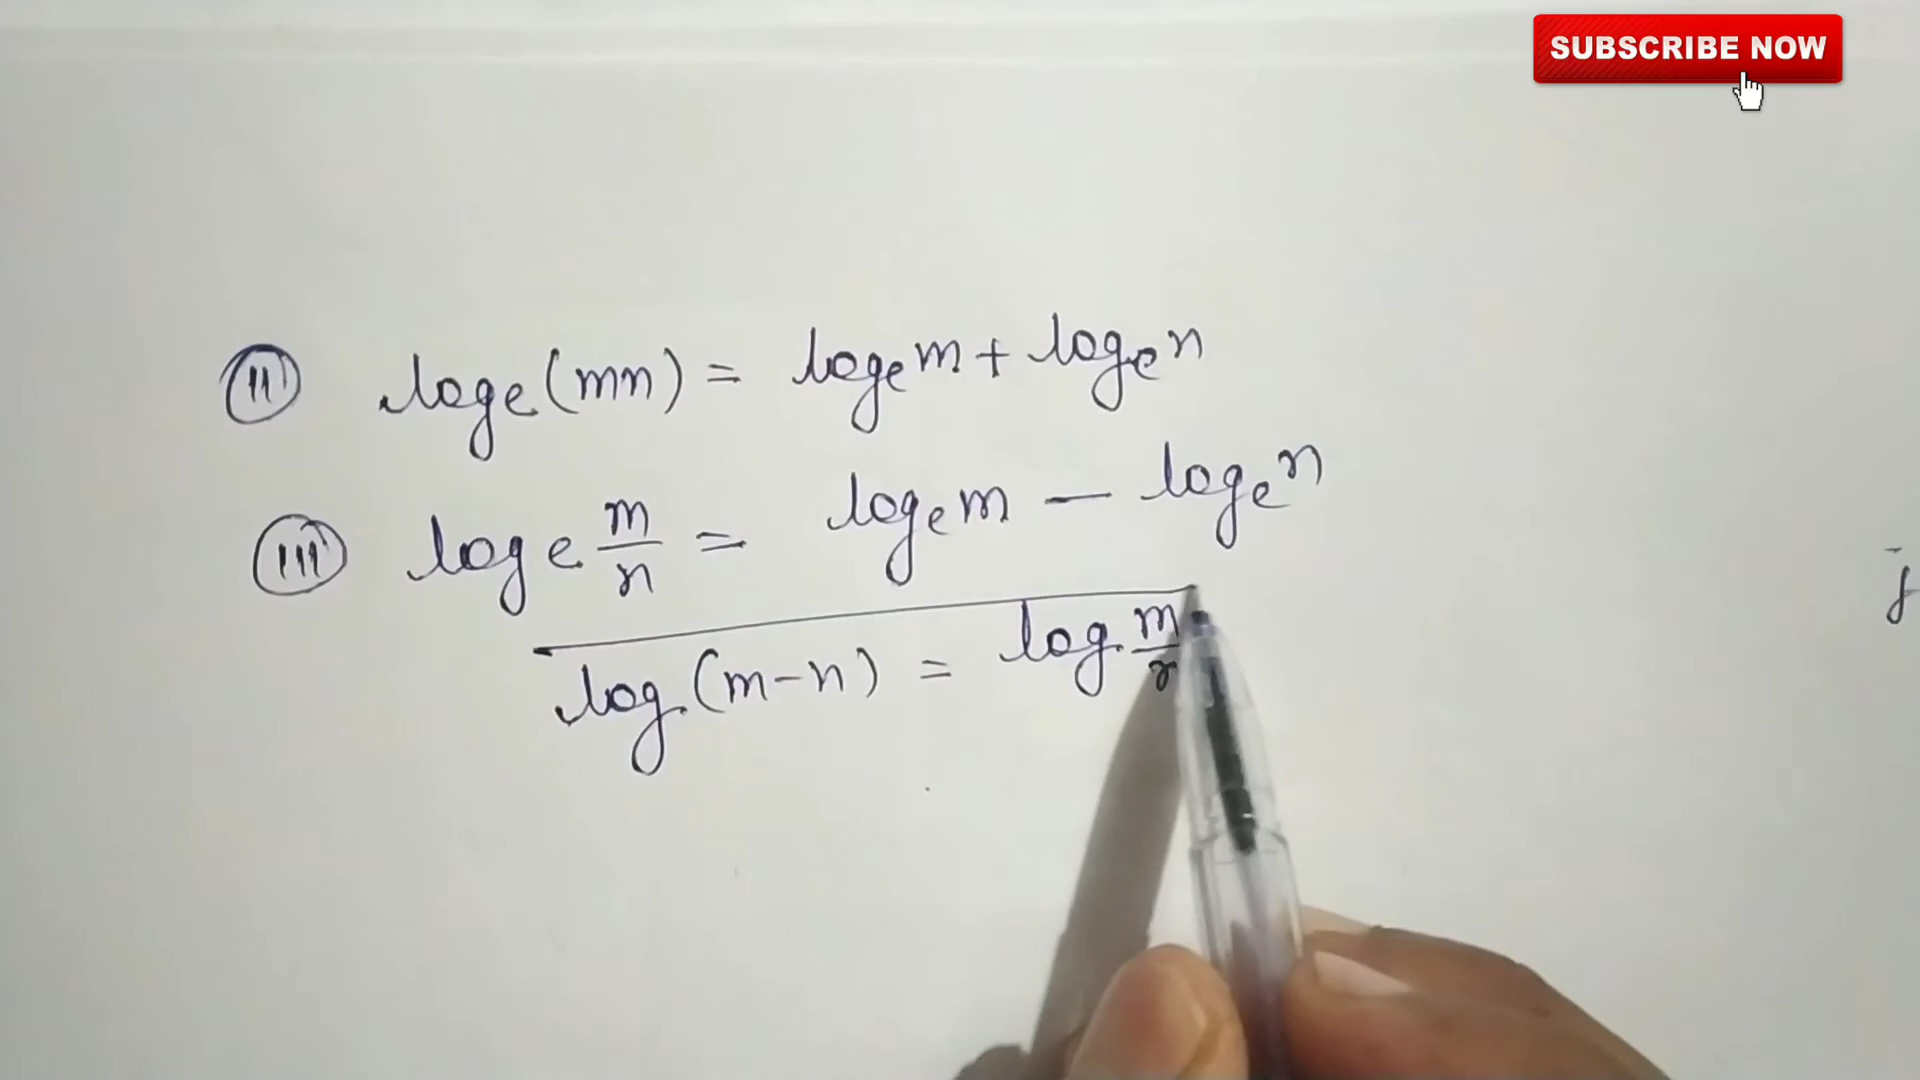 SUBSCRIBE NOW
(II) logₑ(mn) = logₑm + logₑn
(III) logₑ m/n = logₑm — logₑn
log(m-n) = log m/n